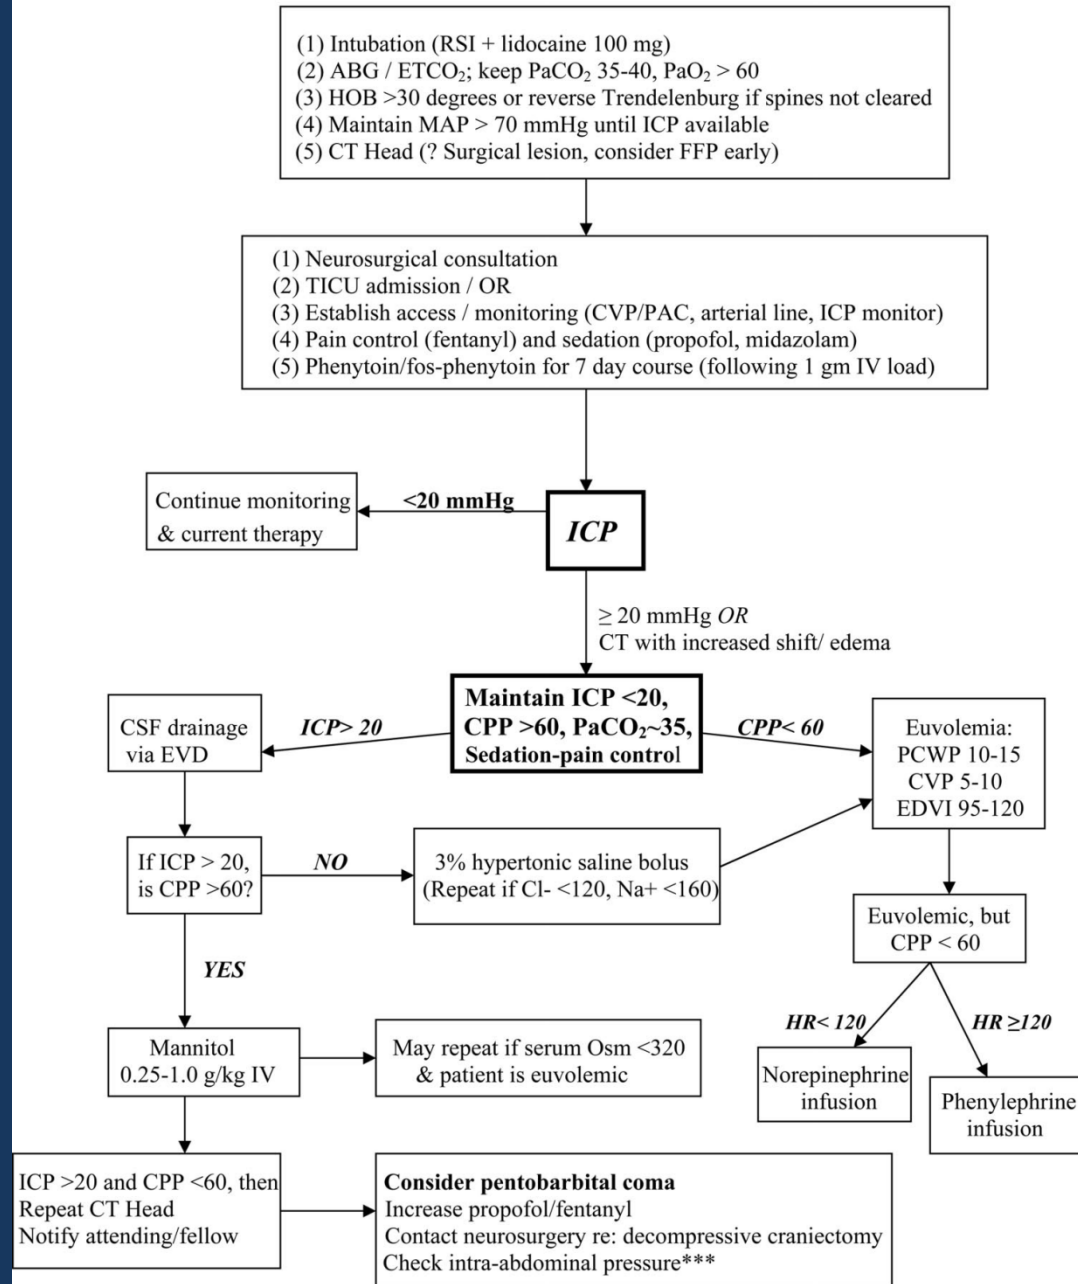 (1) Intubation (RSI + lidocaine 100 mg)
(2) ABG / ETCO₂; keep PaCO₂ 35-40, PaO₂ > 60
(3) HOB >30 degrees or reverse Trendelenburg if spines not cleared
(4) Maintain MAP > 70 mmHg until ICP available
(5) CT Head (? Surgical lesion, consider FFP early)
(1) Neurosurgical consultation
(2) TICU admission / OR
(3) Establish access / monitoring (CVP/PAC, arterial line, ICP monitor)
(4) Pain control (fentanyl) and sedation (propofol, midazolam)
(5) Phenytoin/fos-phenytoin for 7 day course (following 1 gm IV load)
Continue monitoring
& current therapy
<20 mmHg
ICP
≥ 20 mmHg OR
CT with increased shift/ edema
Maintain ICP <20,
CPP >60, PaCO₂~35,
Sedation-pain control
ICP> 20
CSF drainage
via EVD
CPP< 60
Euvolemia:
PCWP 10-15
CVP 5-10
EDVI 95-120
If ICP > 20,
is CPP >60?
NO
3% hypertonic saline bolus
(Repeat if Cl- <120, Na+ <160)
Euvolemic, but
CPP < 60
YES
HR< 120
HR ≥120
Mannitol
0.25-1.0 g/kg IV
May repeat if serum Osm <320
& patient is euvolemic
Norepinephrine
infusion
Phenylephrine
infusion
ICP >20 and CPP <60, then
Repeat CT Head
Notify attending/fellow
Consider pentobarbital coma
Increase propofol/fentanyl
Contact neurosurgery re: decompressive craniectomy
Check intra-abdominal pressure***